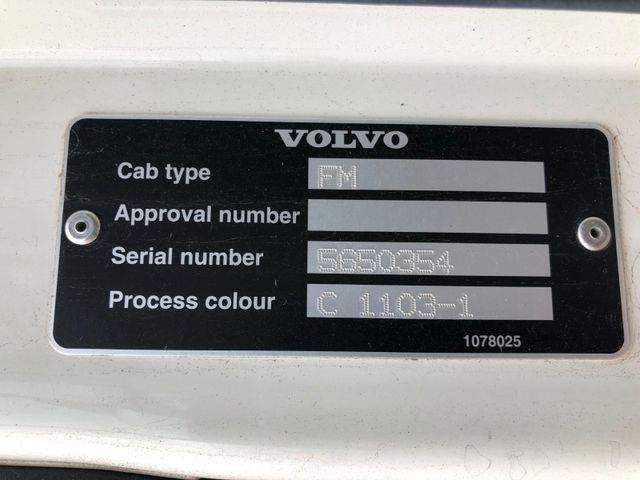 VOLVO
Cab type FM
Approval number
Serial number 5650354
Process colour C 1103-1
1078025